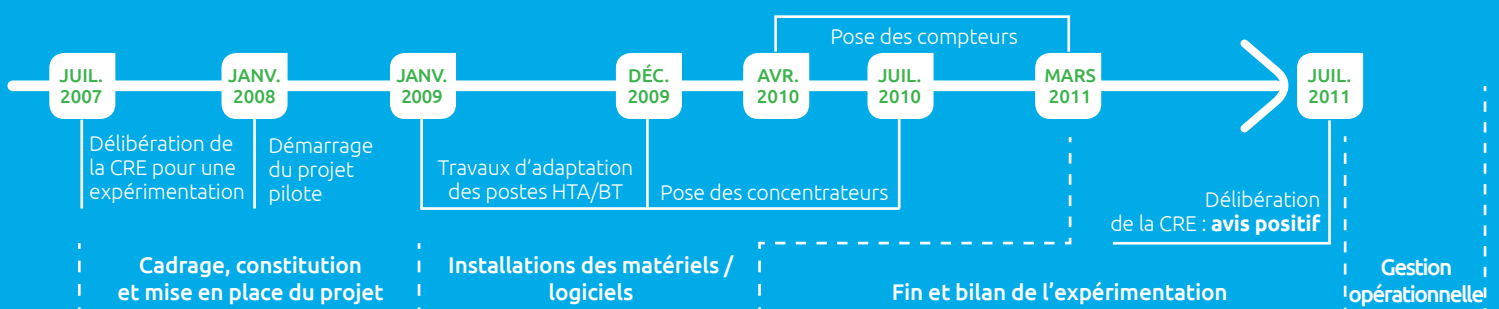 Pose des compteurs
JUIL.
2007
JANV.
2008
JANV.
2009
DÉC.
2009
AVR.
2010
JUIL.
2010
MARS
2011
JUIL.
2011
Délibération de
la CRE pour une
expérimentation
Démarrage
du projet
pilote
Travaux d’adaptation
des postes HTA/BT
Pose des concentrateurs
Délibération
de la CRE : avis positif
Cadrage, constitution
et mise en place du projet
Installations des matériels /
logiciels
Fin et bilan de l’expérimentation
Gestion
opérationnelle